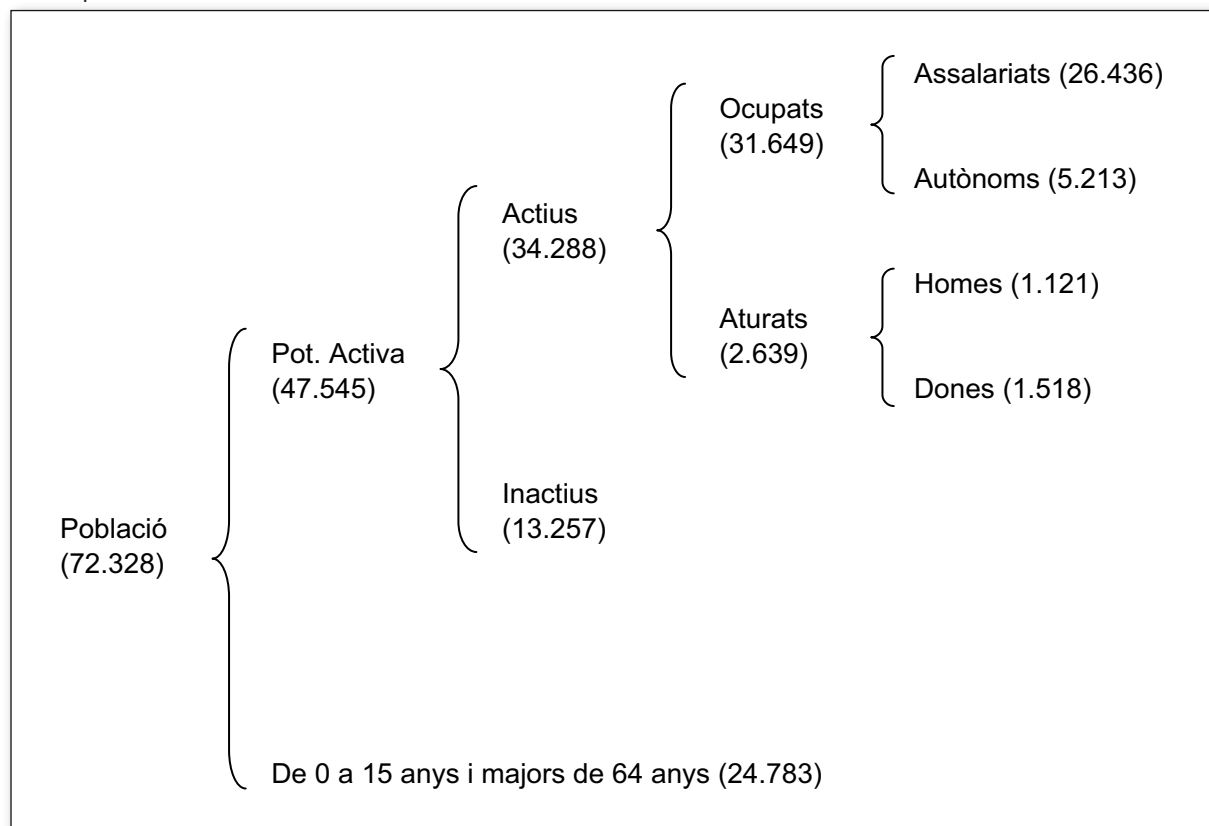 Assalariats (26.436)
Ocupats
(31.649)
Autònoms (5.213)
Actius
(34.288)
Homes (1.121)
Aturats
(2.639)
Pot. Activa
(47.545)
Dones (1.518)
Inactius
(13.257)
Població
(72.328)
De 0 a 15 anys i majors de 64 anys (24.783)